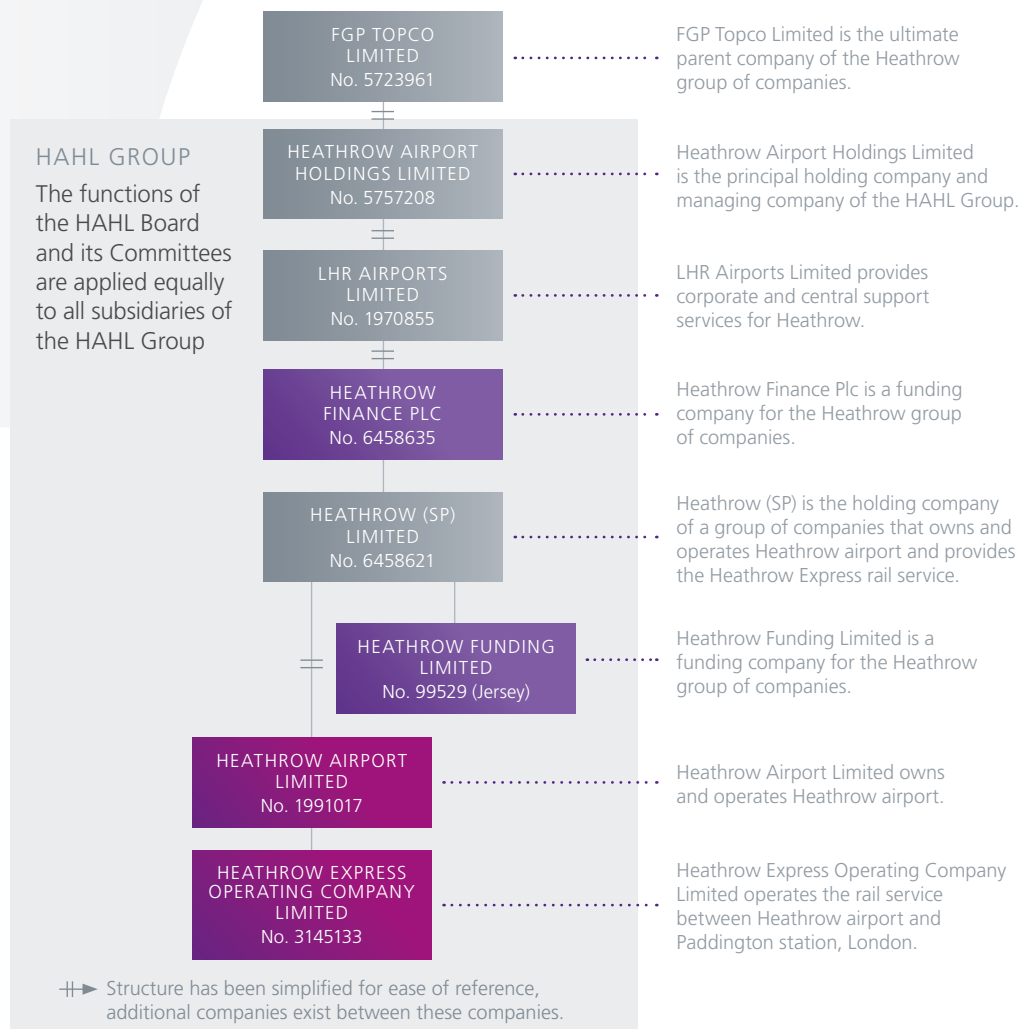 FGP TOPCO
LIMITED
No. 5723961
FGP Topco Limited is the ultimate
parent company of the Heathrow
group of companies.
HAHL GROUP
The functions of
the HAHL Board
and its Committees
are applied equally
to all subsidiaries of
the HAHL Group
HEATHROW AIRPORT
HOLDINGS LIMITED
No. 5757208
Heathrow Airport Holdings Limited
is the principal holding company and
managing company of the HAHL Group.
LHR AIRPORTS
LIMITED
No. 1970855
LHR Airports Limited provides
corporate and central support
services for Heathrow.
HEATHROW
FINANCE PLC
No. 6458635
Heathrow Finance Plc is a funding
company for the Heathrow group
of companies.
HEATHROW (SP)
LIMITED
No. 6458621
Heathrow (SP) is the holding company
of a group of companies that owns and
operates Heathrow airport and provides
the Heathrow Express rail service.
HEATHROW FUNDING
LIMITED
No. 99529 (Jersey)
Heathrow Funding Limited is a
funding company for the Heathrow
group of companies.
HEATHROW AIRPORT
LIMITED
No. 1991017
Heathrow Airport Limited owns
and operates Heathrow airport.
HEATHROW EXPRESS
OPERATING COMPANY
LIMITED
No. 3145133
Heathrow Express Operating Company
Limited operates the rail service
between Heathrow airport and
Paddington station, London.
Structure has been simplified for ease of reference,
additional companies exist between these companies.